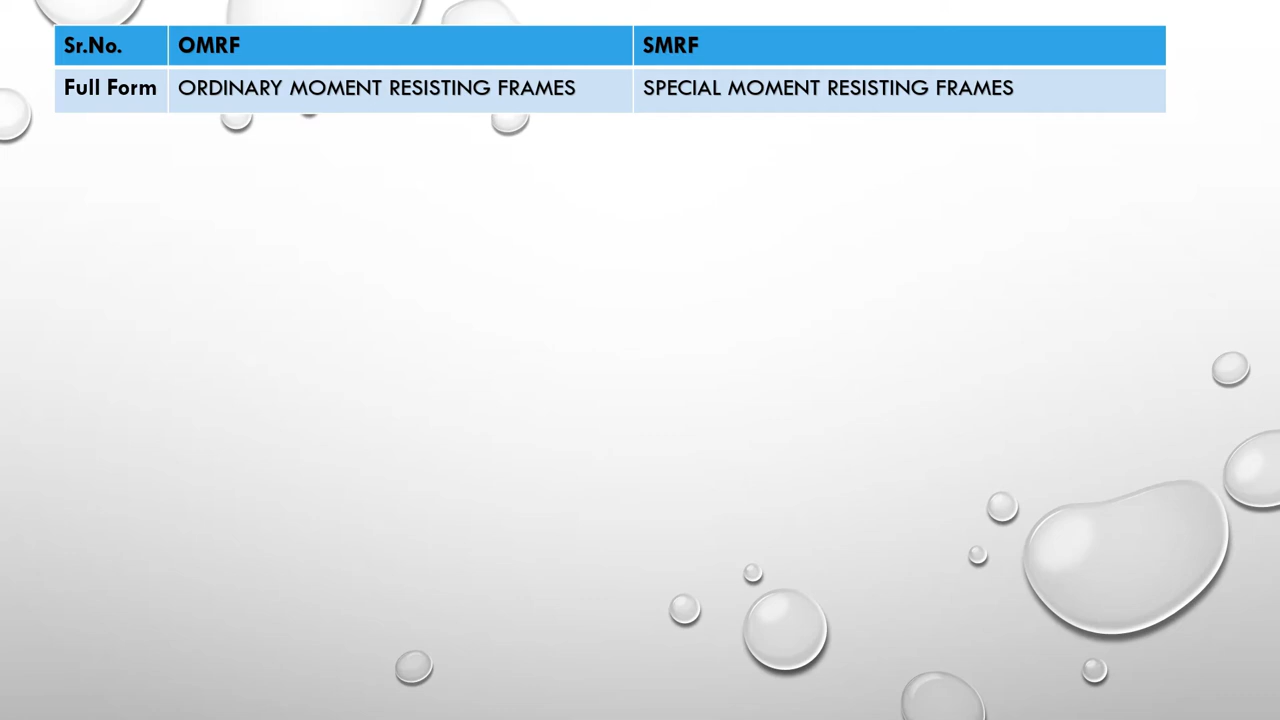 Sr.No. OMRF SMRF
Full Form ORDINARY MOMENT RESISTING FRAMES SPECIAL MOMENT RESISTING FRAMES